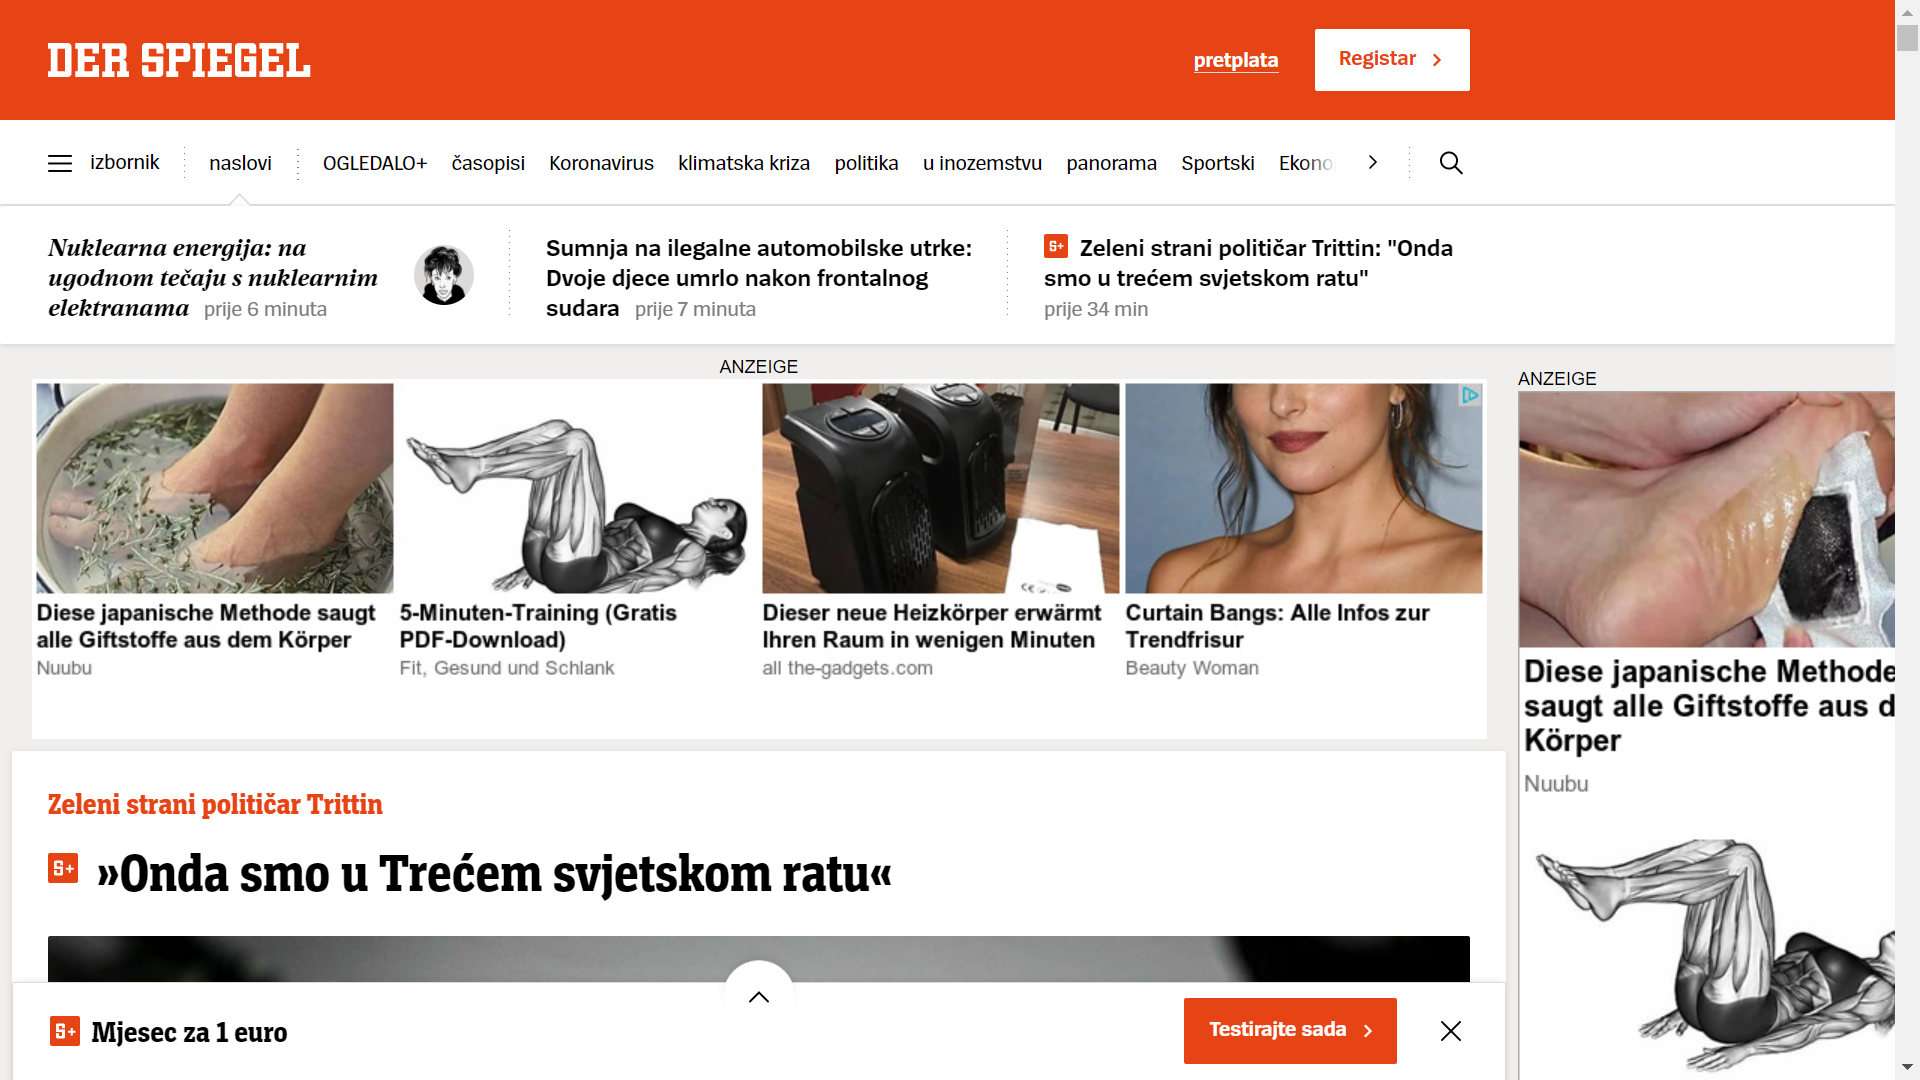 DER SPIEGEL
pretplata
Registar
izbornik
naslovi
OGLEDALO+
časopisi
Koronavirus
klimatska kriza
politika
u inozemstvu
panorama
Sportski
Ekono
Nuklearna energija: na
ugodnom tečaju s nuklearnim
elektranama prije 6 minuta
Sumnja na ilegalne automobilske utrke:
Dvoje djece umrlo nakon frontalnog
sudara prije 7 minuta
S+ Zeleni strani političar Trittin: "Onda
smo u trećem svjetskom ratu"
prije 34 min
ANZEIGE
Diese japanische Methode saugt
alle Giftstoffe aus dem Körper
Nuubu
5-Minuten-Training (Gratis
PDF-Download)
Fit, Gesund und Schlank
Dieser neue Heizkörper erwärmt
Ihren Raum in wenigen Minuten
all the-gadgets.com
Curtain Bangs: Alle Infos zur
Trendfrisur
Beauty Woman
ANZEIGE
Diese japanische Methode
saugt alle Giftstoffe aus d
Körper
Nuubu
Zeleni strani političar Trittin
S+ »Onda smo u Trećem svjetskom ratu«
S+ Mjesec za 1 euro
Testirajte sada